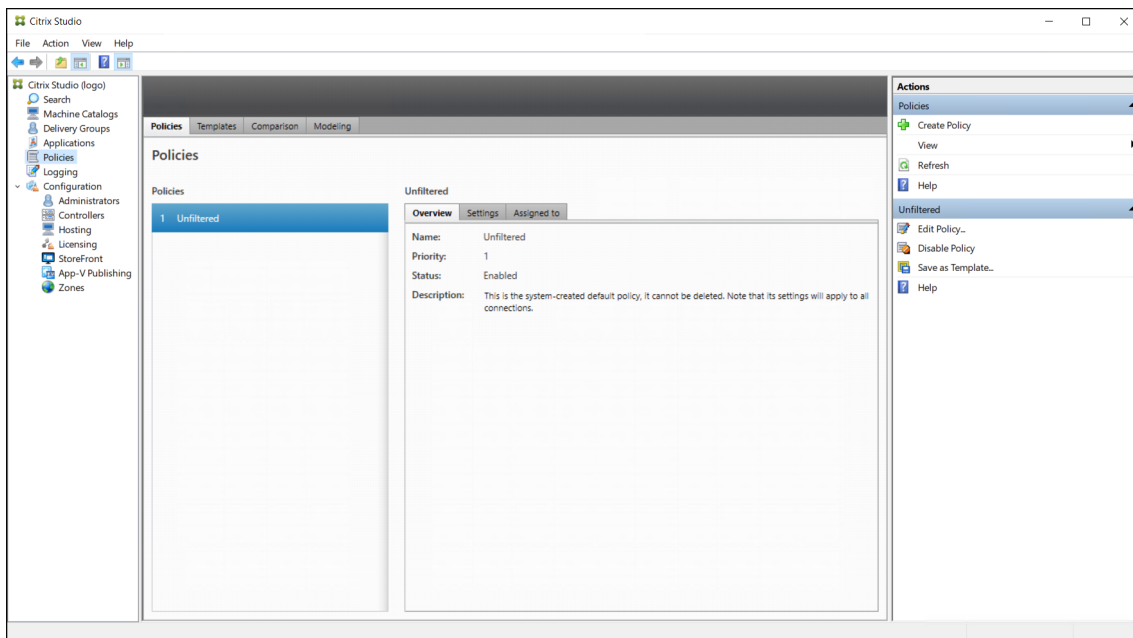 Citrix Studio
File Action View Help
Citrix Studio (logo)
Search
Machine Catalogs
Delivery Groups
Applications
Policies
Logging
Configuration
Administrators
Controllers
Hosting
Licensing
StoreFront
App-V Publishing
Zones
Policies Templates Comparison Modeling
Policies
Policies
1 Unfiltered
Unfiltered
Overview Settings Assigned to
Name: Unfiltered
Priority: 1
Status: Enabled
Description: This is the system-created default policy, it cannot be deleted. Note that its settings will apply to all
connections.
Actions
Policies
Create Policy
View
Refresh
Help
Unfiltered
Edit Policy...
Disable Policy
Save as Template...
Help